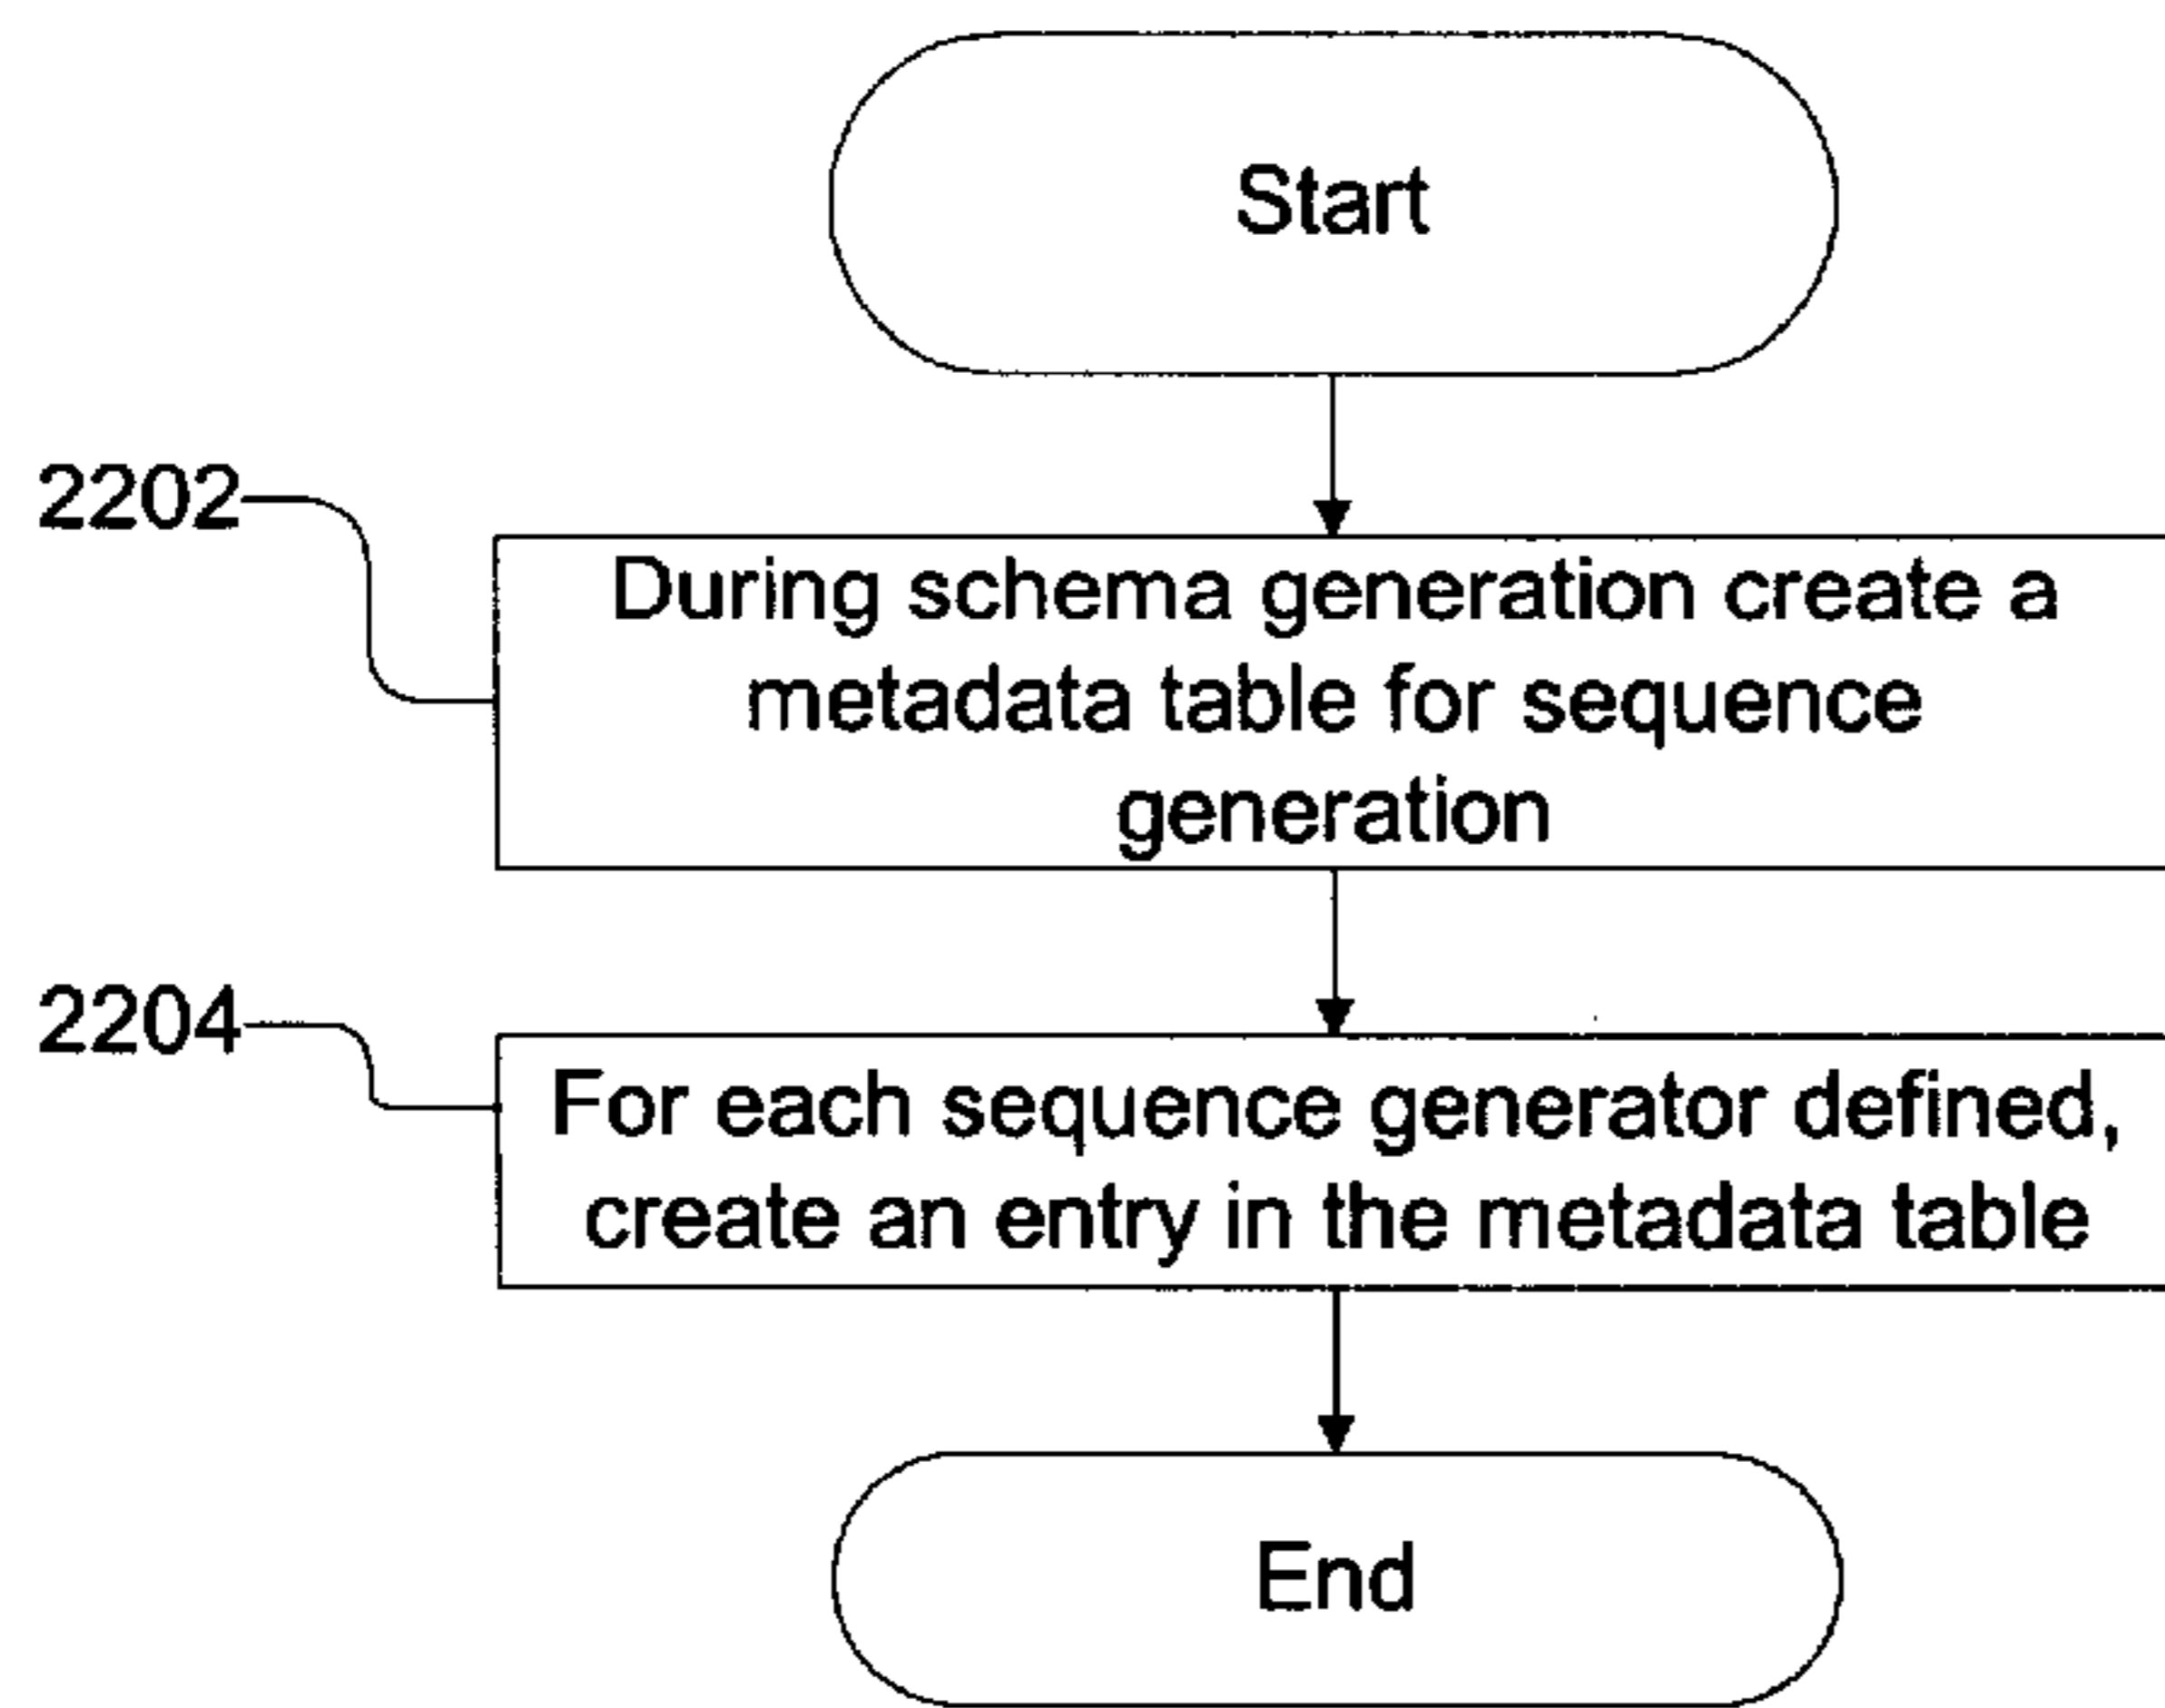 Start
2202
During schema generation create a
metadata table for sequence
generation
2204
For each sequence generator defined,
create an entry in the metadata table
End